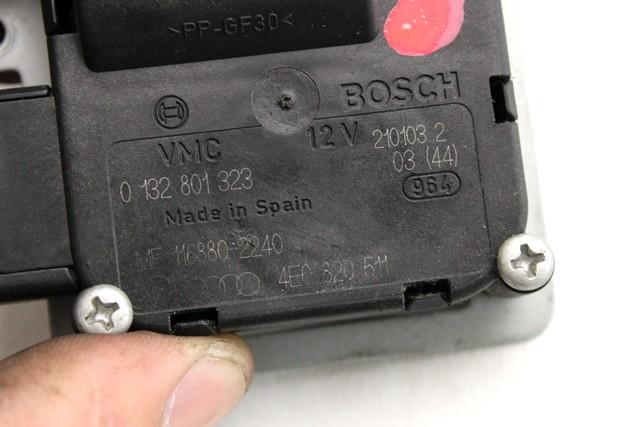 >PP-GF30<
BOSCH
VMC 12 V 210103 2
0 132 801 323 03 (44)
Made in Spain 964
MF 116880-2240
4E0 820 511